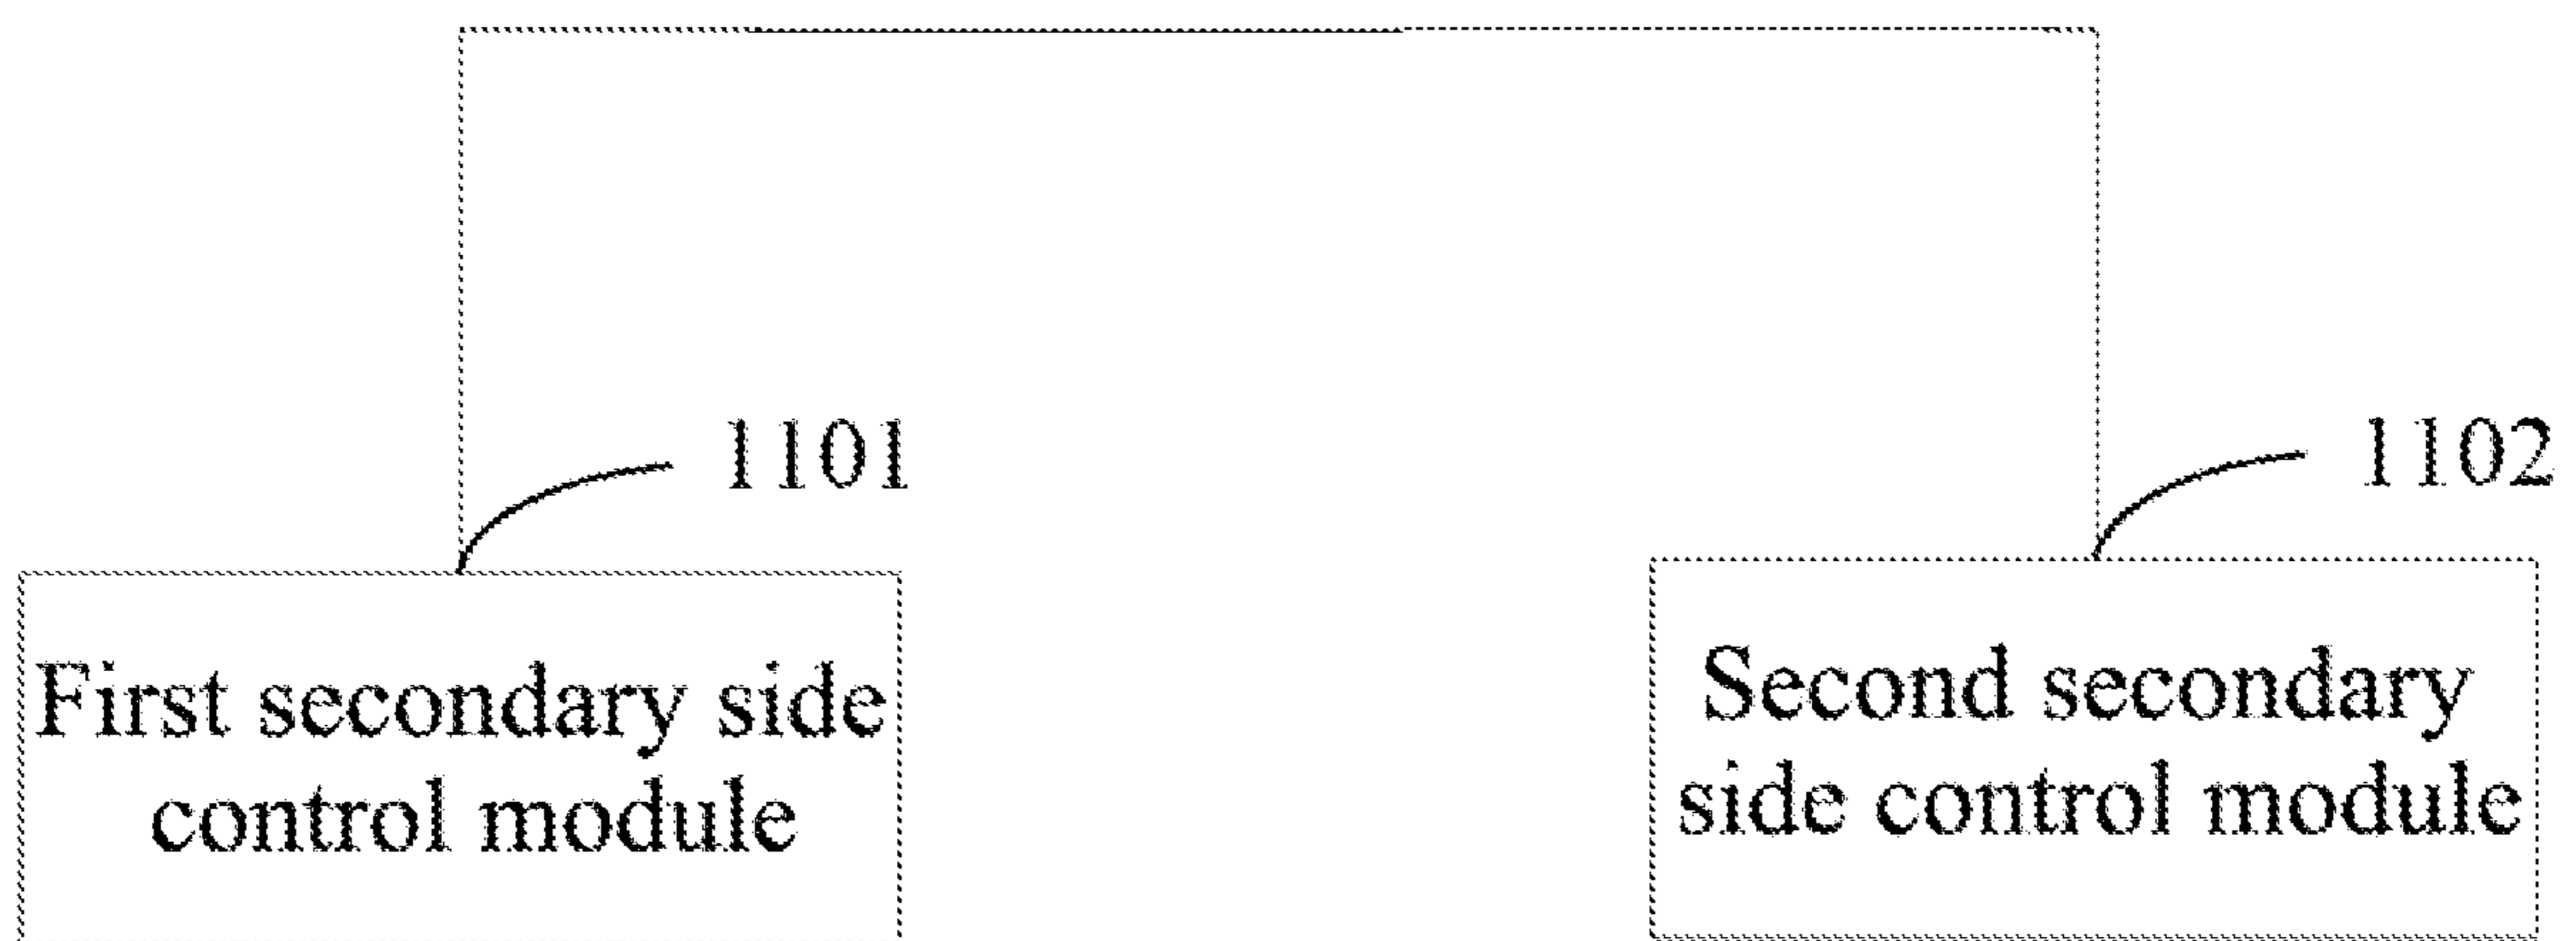 1101
1102
First secondary side
control module
Second secondary
side control module